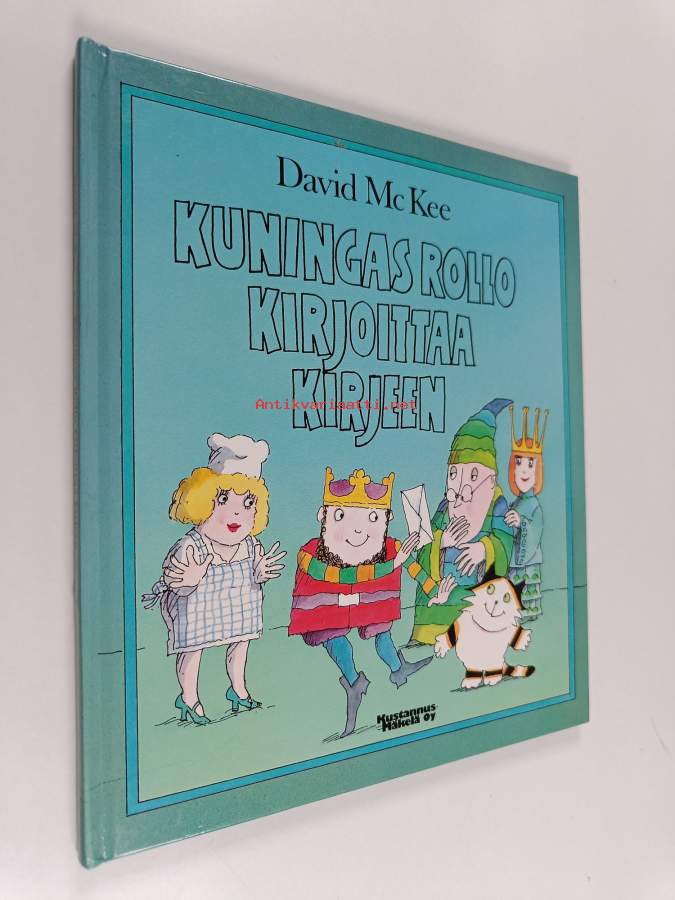 David McKee
KUNINGAS ROLLO
KIRJOITTAA
KIRJEEN
Antikvariaatti.net
Kustannus-
Mäkelä Oy